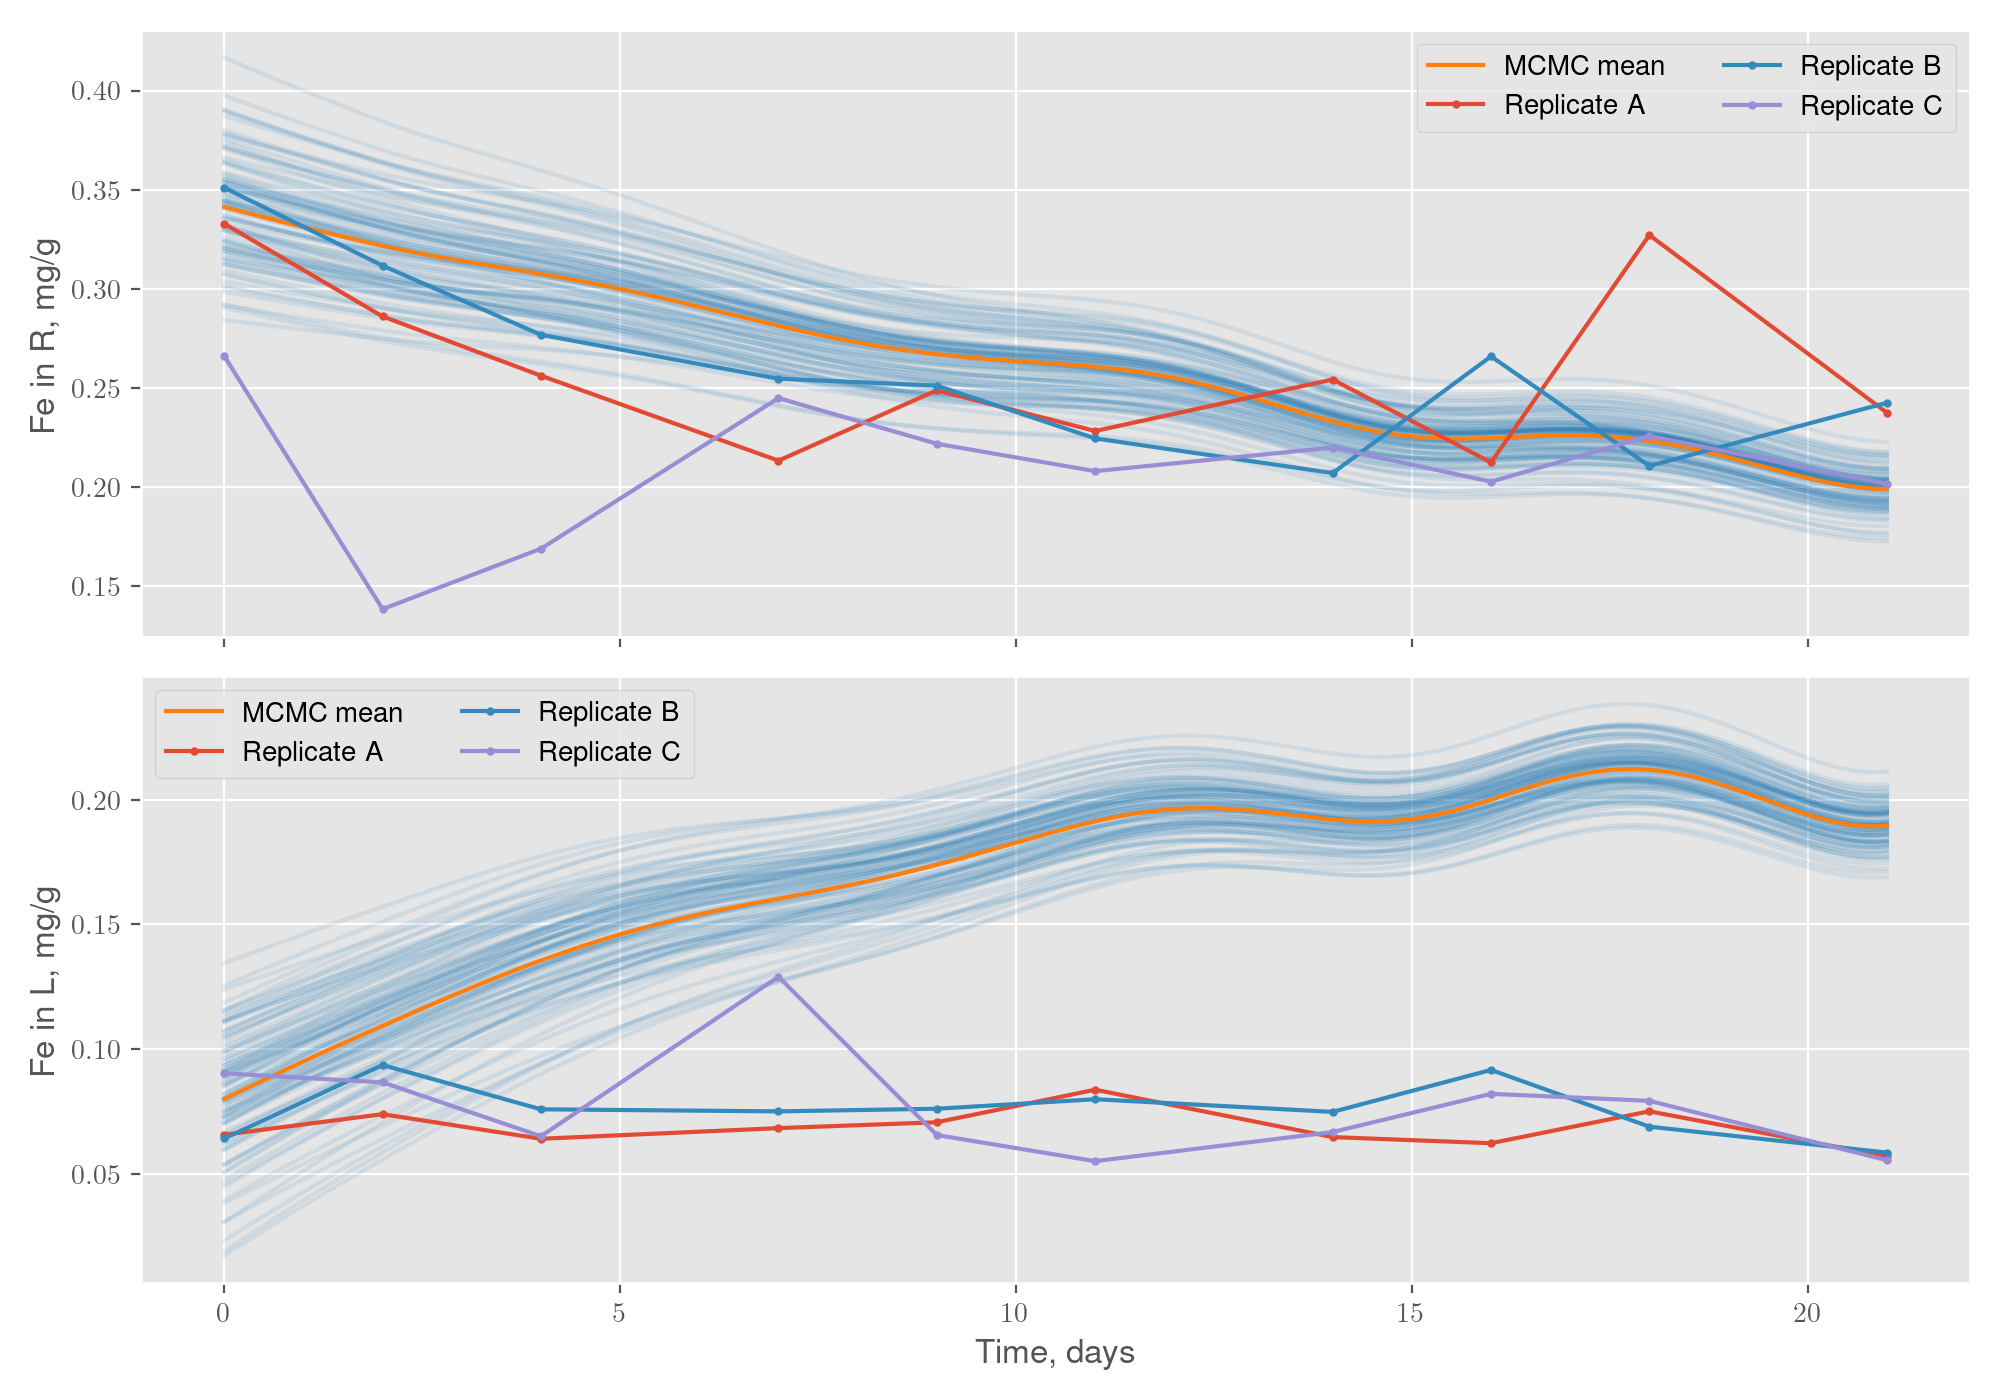 Fe in R, mg/g
0.40
0.35
0.30
0.25
0.20
0.15
MCMC mean
Replicate A
Replicate B
Replicate C
Fe in L, mg/g
0.20
0.15
0.10
0.05
MCMC mean
Replicate A
Replicate B
Replicate C
0 5 10 15 20
Time, days